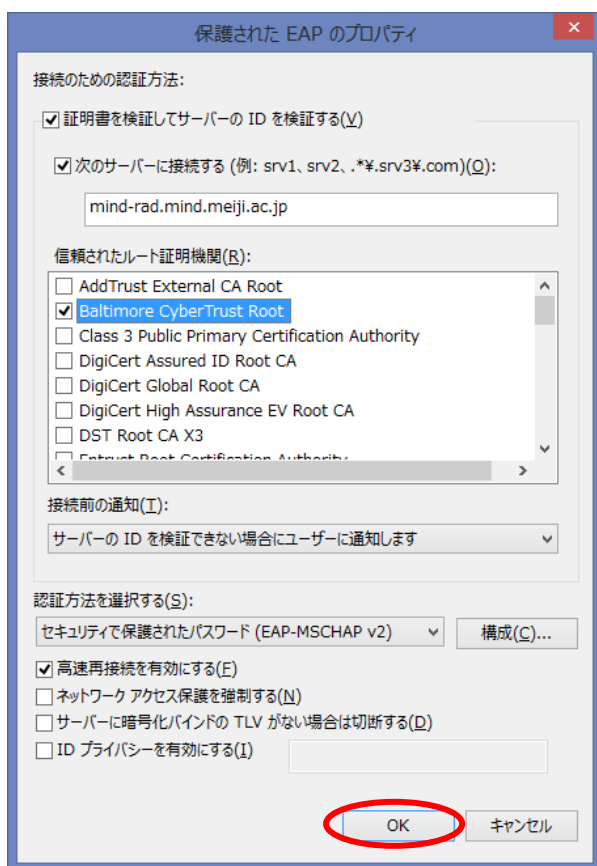 保護された EAP のプロパティ
接続のための認証方法:
証明書を検証してサーバーの ID を検証する(V)
次のサーバーに接続する (例: srv1、srv2、.*¥.srv3¥.com)(O):
mind-rad.mind.meiji.ac.jp
信頼されたルート証明機関(R):
AddTrust External CA Root
Baltimore CyberTrust Root
Class 3 Public Primary Certification Authority
DigiCert Assured ID Root CA
DigiCert Global Root CA
DigiCert High Assurance EV Root CA
DST Root CA X3
Entrust Root Certification Authority
接続前の通知(T):
サーバーの ID を検証できない場合にユーザーに通知します
認証方法を選択する(S):
セキュリティで保護されたパスワード (EAP-MSCHAP v2)
構成(C)...
高速再接続を有効にする(F)
ネットワーク アクセス保護を強制する(N)
サーバーに暗号化バインドの TLV がない場合は切断する(D)
ID プライバシーを有効にする(I)
OK
キャンセル